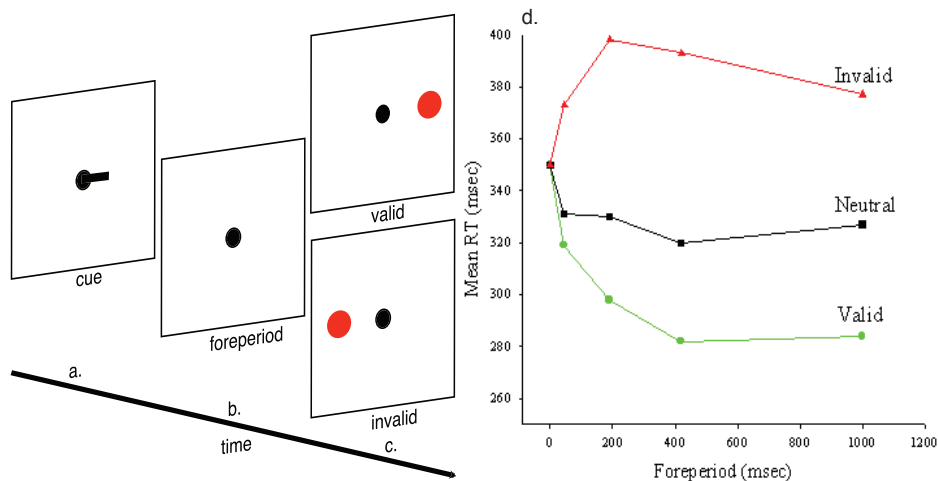 cue
foreperiod
valid
invalid
a.
b.
c.
time
d.
400
380
360
340
320
300
280
260
Mean RT (msec)
Invalid
Neutral
Valid
0
200
400
600
800
1000
1200
Foreperiod (msec)